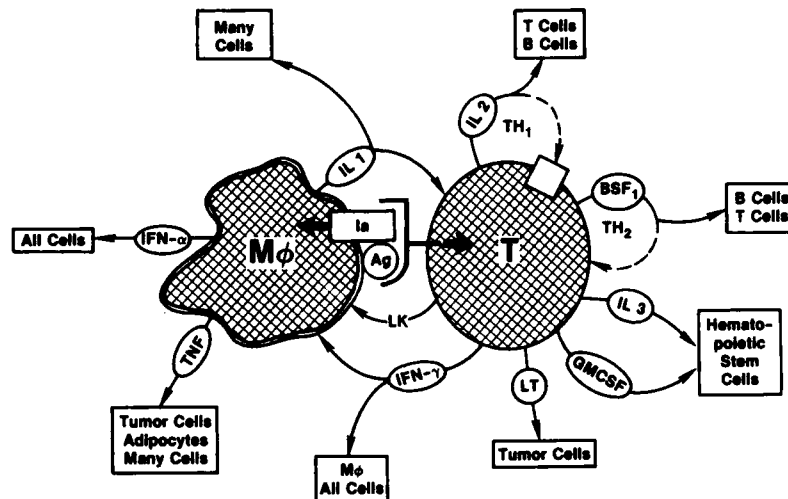 Many
Cells
T Cells
B Cells
IL 2
TH₁
IL 1
BSF₁
TH₂
B Cells
T Cells
All Cells
IFN-α
Mϕ
Ia
Ag
T
LK
IL 3
Hemato-
poietic
Stem
Cells
GMCSF
TNF
IFN-γ
LT
Tumor Cells
Adipocytes
Many Cells
Mϕ
All Cells
Tumor Cells